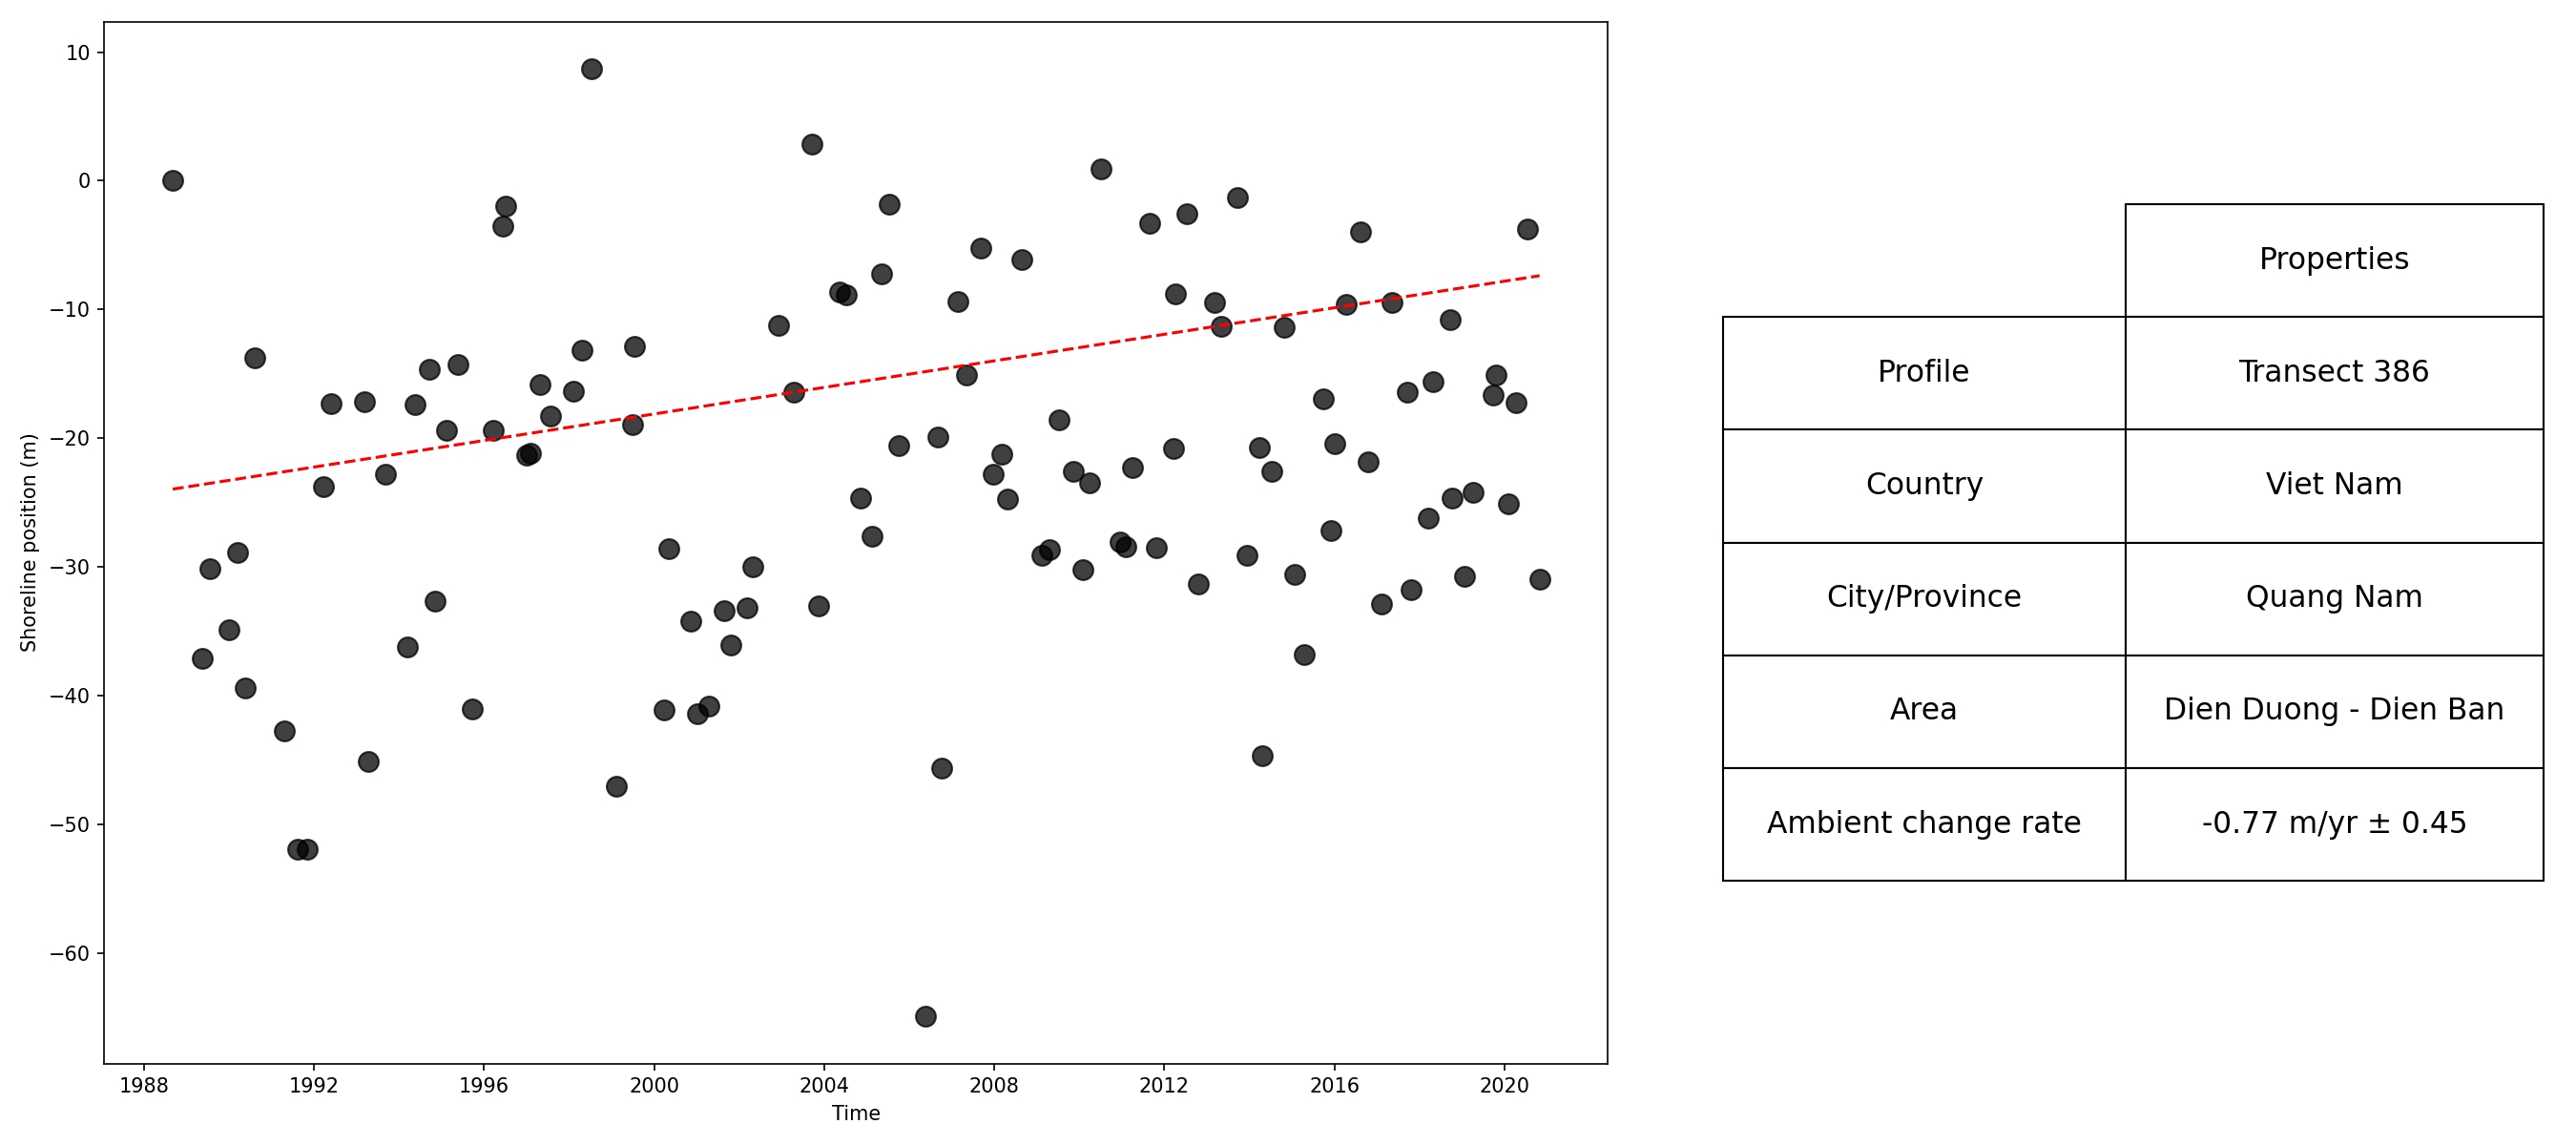 10
0
−10
−20
−30
−40
−50
−60
Shoreline position (m)
1988 1992 1996 2000 2004 2008 2012 2016 2020
Time
Properties
Profile Transect 386
Country Viet Nam
City/Province Quang Nam
Area Dien Duong - Dien Ban
Ambient change rate -0.77 m/yr ± 0.45